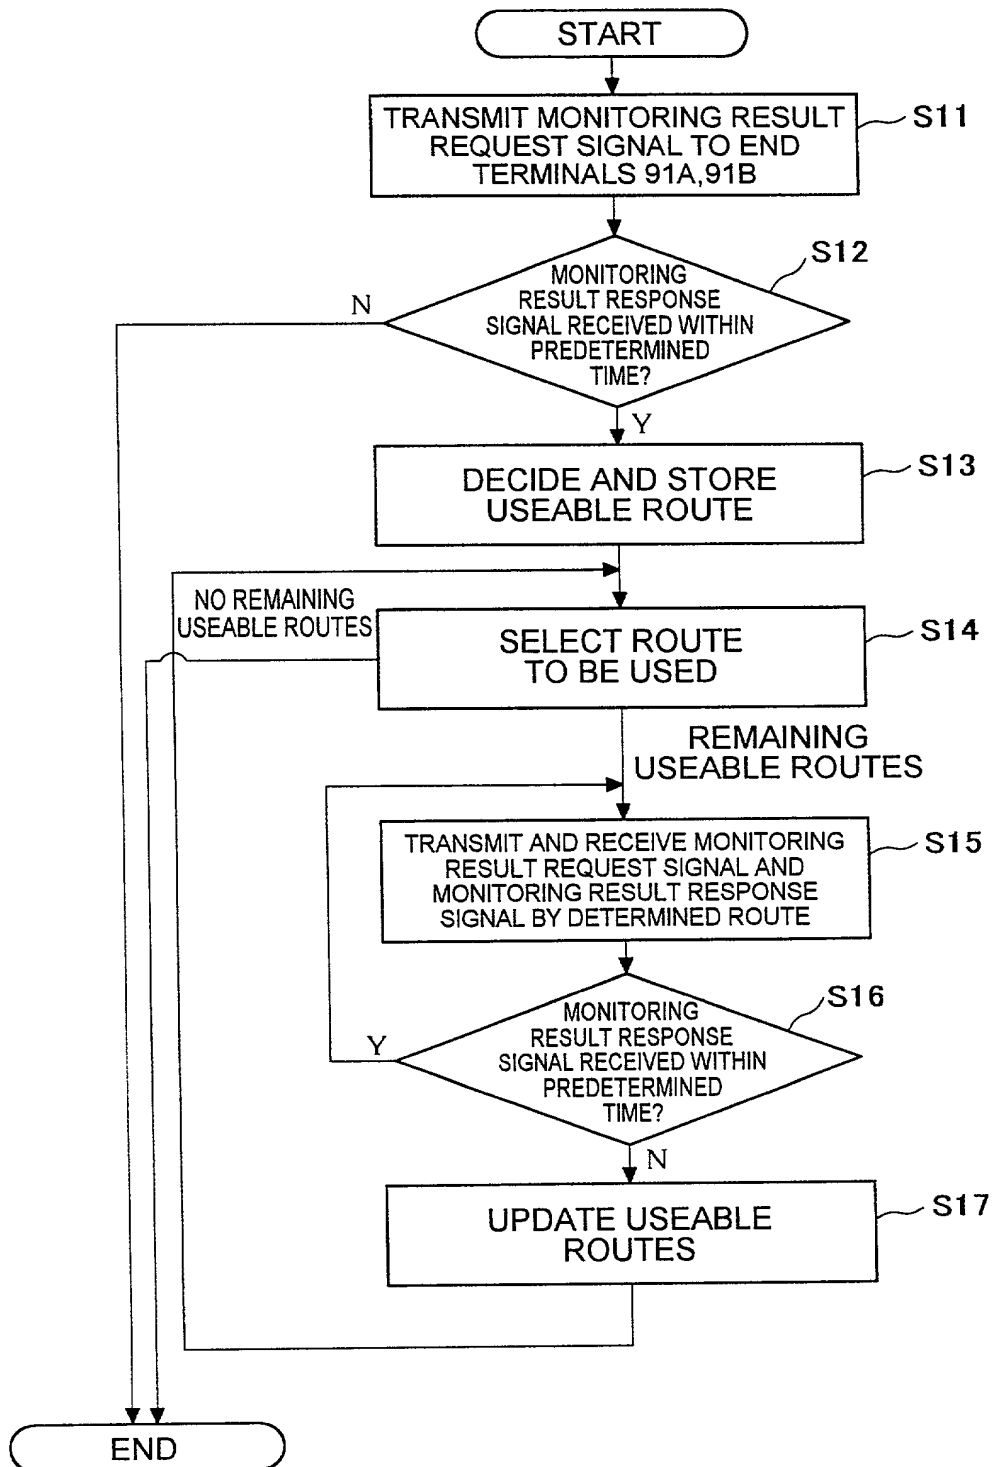 START
TRANSMIT MONITORING RESULT
REQUEST SIGNAL TO END
TERMINALS 91A,91B
S11
MONITORING
RESULT RESPONSE
SIGNAL RECEIVED WITHIN
PREDETERMINED
TIME?
S12
N
Y
DECIDE AND STORE
USEABLE ROUTE
S13
NO REMAINING
USEABLE ROUTES
SELECT ROUTE
TO BE USED
S14
REMAINING
USEABLE ROUTES
TRANSMIT AND RECEIVE MONITORING
RESULT REQUEST SIGNAL AND
MONITORING RESULT RESPONSE
SIGNAL BY DETERMINED ROUTE
S15
MONITORING
RESULT RESPONSE
SIGNAL RECEIVED WITHIN
PREDETERMINED
TIME?
S16
Y
N
UPDATE USEABLE
ROUTES
S17
END